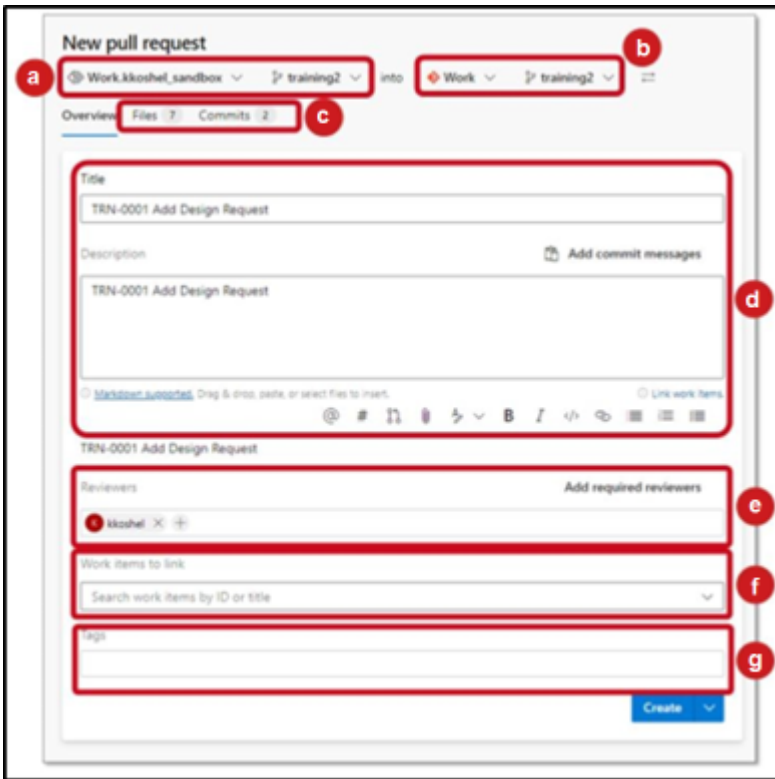 New pull request
a Work.kkoshel_sandbox training2 into Work training2 b
Overview Files 7 Commits 2 c
Title
TRN-0001 Add Design Request
Description Add commit messages
TRN-0001 Add Design Request
d
Markdown supported. Drag & drop, paste, or select files to insert. Link work items.
@ # B I </>
TRN-0001 Add Design Request
Reviewers Add required reviewers
e
K kkoshel
Work items to link
Search work items by ID or title
f
Tags
g
Create